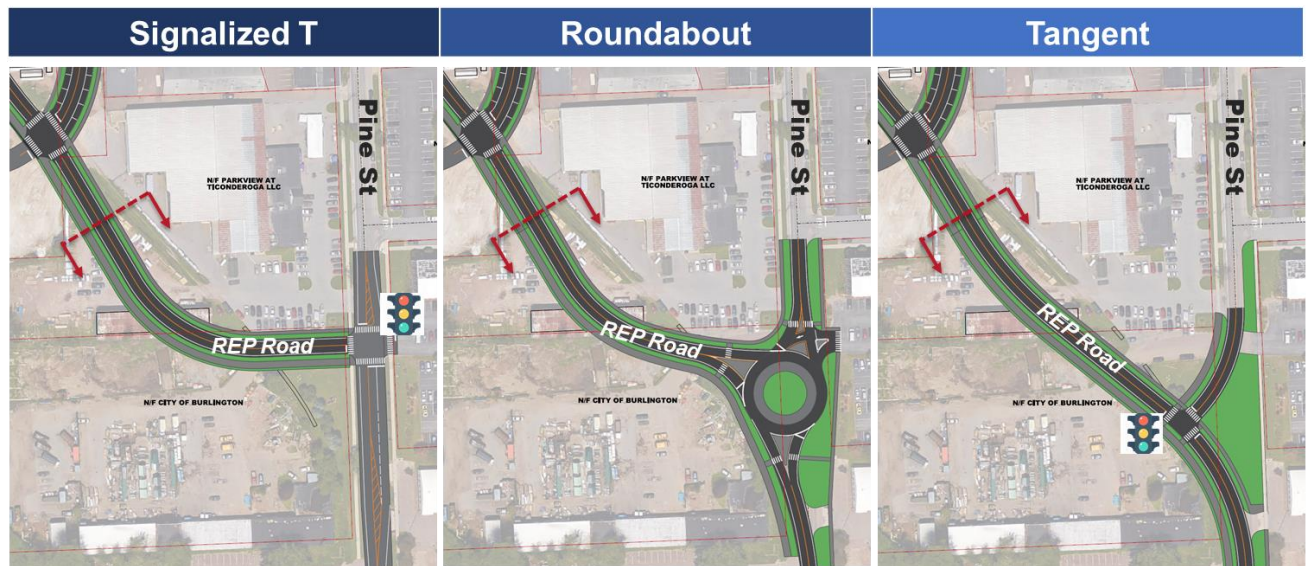 Signalized T
Roundabout
Tangent
Pine St
N/F PARKVIEW AT
TICONDEROGA LLC
REP Road
N/F CITY OF BURLINGTON
Pine St
N/F PARKVIEW AT
TICONDEROGA LLC
REP Road
N/F CITY OF BURLINGTON
Pine St
N/F PARKVIEW AT
TICONDEROGA LLC
REP Road
N/F CITY OF BURLINGTON